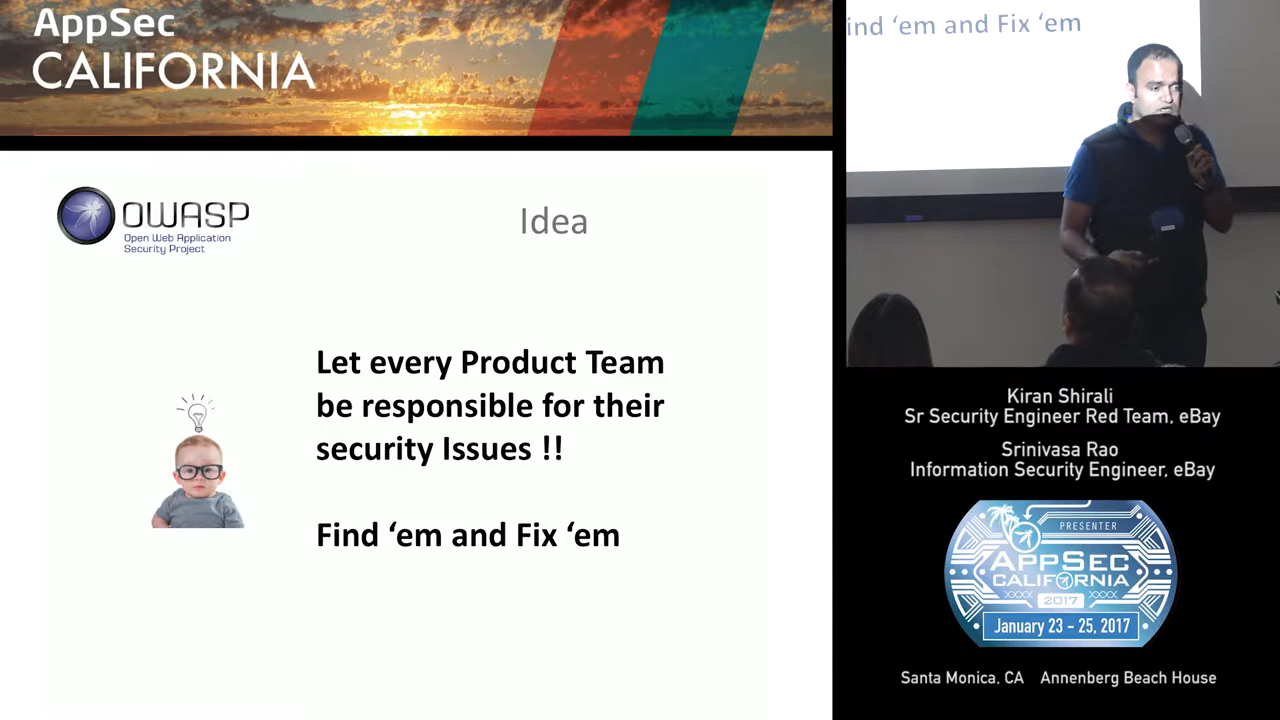 AppSec
CALIFORNIA
OWASP
Open Web Application
Security Project
Idea
Let every Product Team
be responsible for their
security Issues !!
Find ‘em and Fix ‘em
ind ‘em and Fix ‘em
Kiran Shirali
Sr Security Engineer Red Team, eBay
Srinivasa Rao
Information Security Engineer, eBay
PRESENTER
APPSEC
CALIFORNIA
XXXX 2017 XXXX
January 23 - 25, 2017
Santa Monica, CA Annenberg Beach House